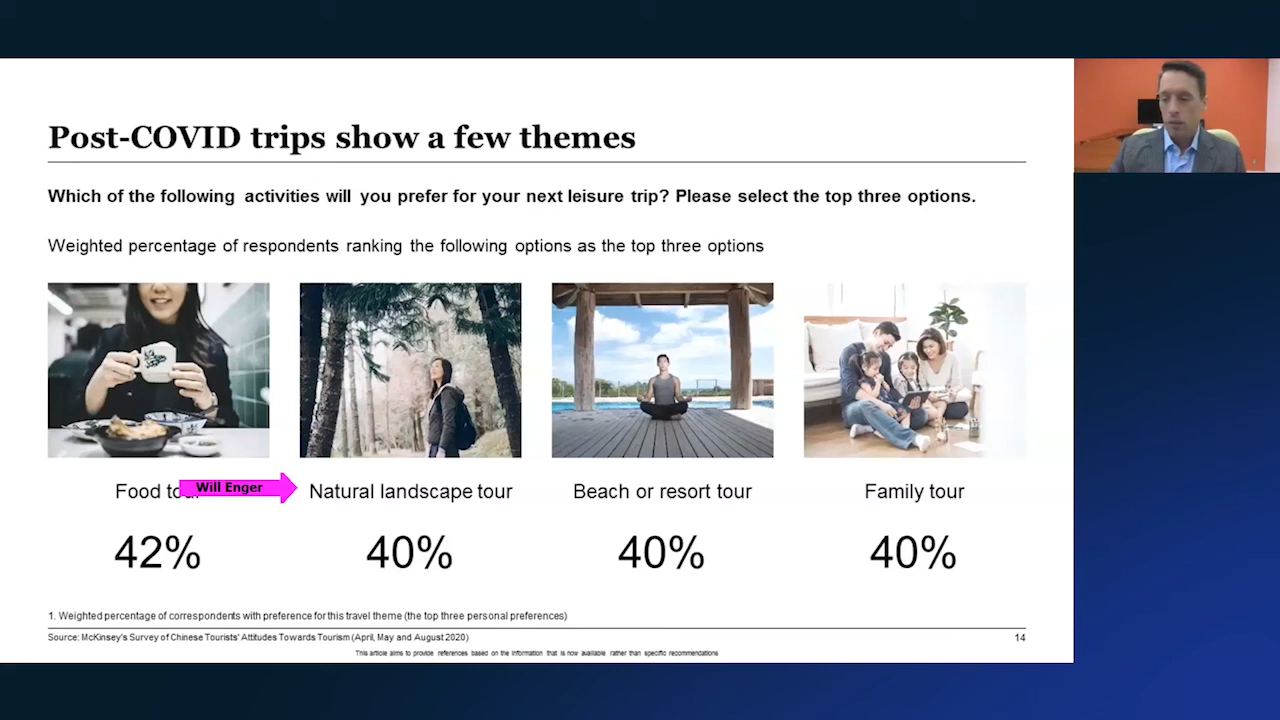 Post-COVID trips show a few themes
Which of the following activities will you prefer for your next leisure trip? Please select the top three options.
Weighted percentage of respondents ranking the following options as the top three options
Food tour
Will Enger
Natural landscape tour
Beach or resort tour
Family tour
42%
40%
40%
40%
1. Weighted percentage of correspondents with preference for this travel theme (the top three personal preferences)
Source: McKinsey's Survey of Chinese Tourists' Attitudes Towards Tourism (April, May and August 2020)
14
This article aims to provide references based on the information that is now available rather than specific recommendations